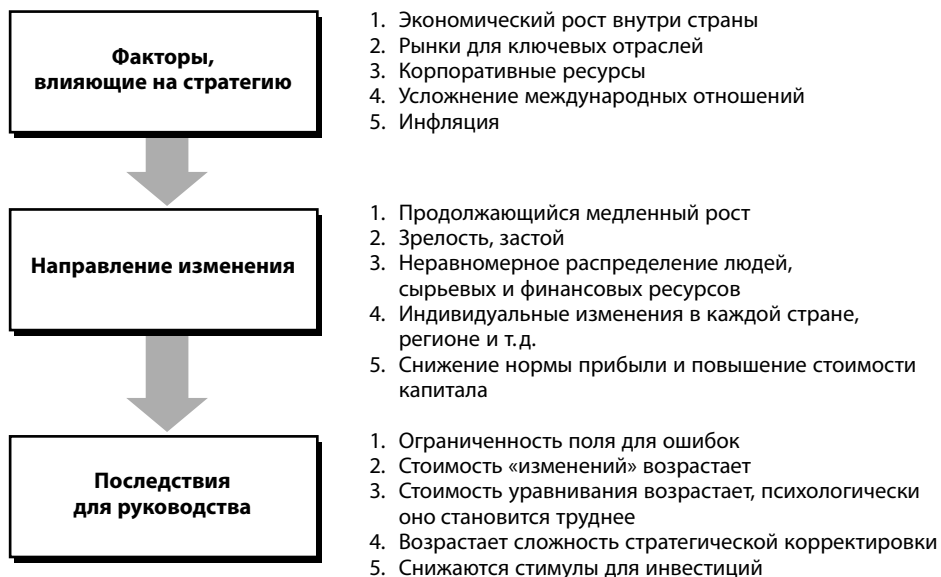 Факторы,
влияющие на стратегию
1. Экономический рост внутри страны
2. Рынки для ключевых отраслей
3. Корпоративные ресурсы
4. Усложнение международных отношений
5. Инфляция
Направление изменения
1. Продолжающийся медленный рост
2. Зрелость, застой
3. Неравномерное распределение людей,
сырьевых и финансовых ресурсов
4. Индивидуальные изменения в каждой стране,
регионе и т.д.
5. Снижение нормы прибыли и повышение стоимости
капитала
Последствия
для руководства
1. Ограниченность поля для ошибок
2. Стоимость «изменений» возрастает
3. Стоимость уравнивания возрастает, психологически
оно становится труднее
4. Возрастает сложность стратегической корректировки
5. Снижаются стимулы для инвестиций